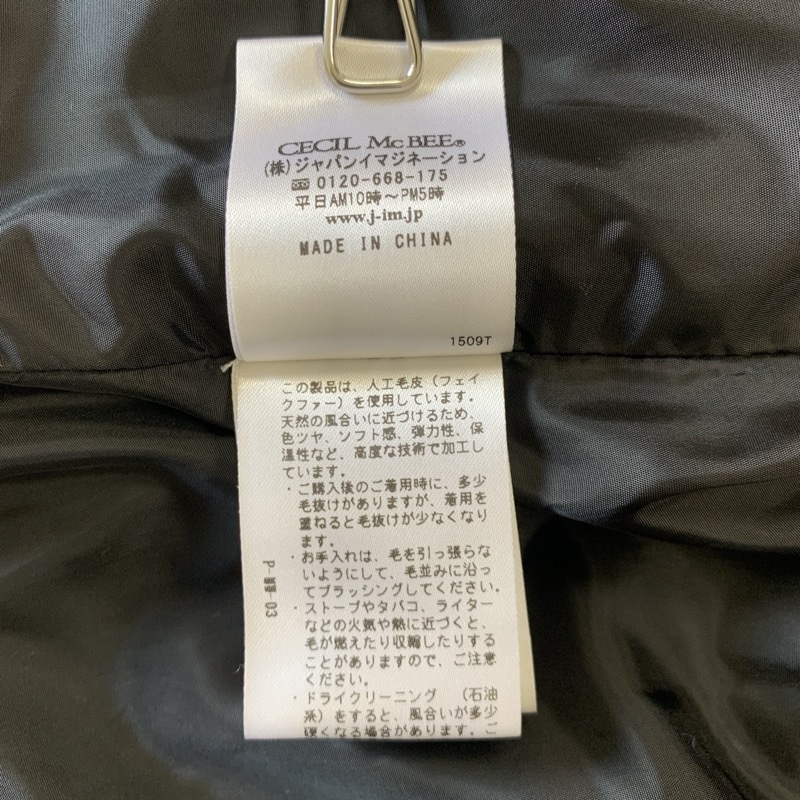 CECIL McBEE®
(株)ジャパンイマジネーション
0120-668-175
平日AM10時～PM5時
www.j-im.jp
MADE IN CHINA
1509T
この製品は、人工毛皮(フェイ
クファー)を使用しています。
天然の風合いに近づけるため、
色ツヤ、ソフト感、弾力性、保
温性など、高度な技術で加工し
ています。
・ご購入後のご着用時に、多少
毛抜けがありますが、着用を
重ねると毛抜けが少なくなり
ます。
・お手入れは、毛を引っ張らな
いようにして、毛並みに沿っ
てブラッシングしてください。
・ストーブやタバコ、ライター
などの火気や熱に近づくと、
毛が燃えたり収縮したりする
ことがありますので、ご注意
ください。
・ドライクリーニング (石油
系)をすると、風合いが多少
硬くなる場合があります。ご